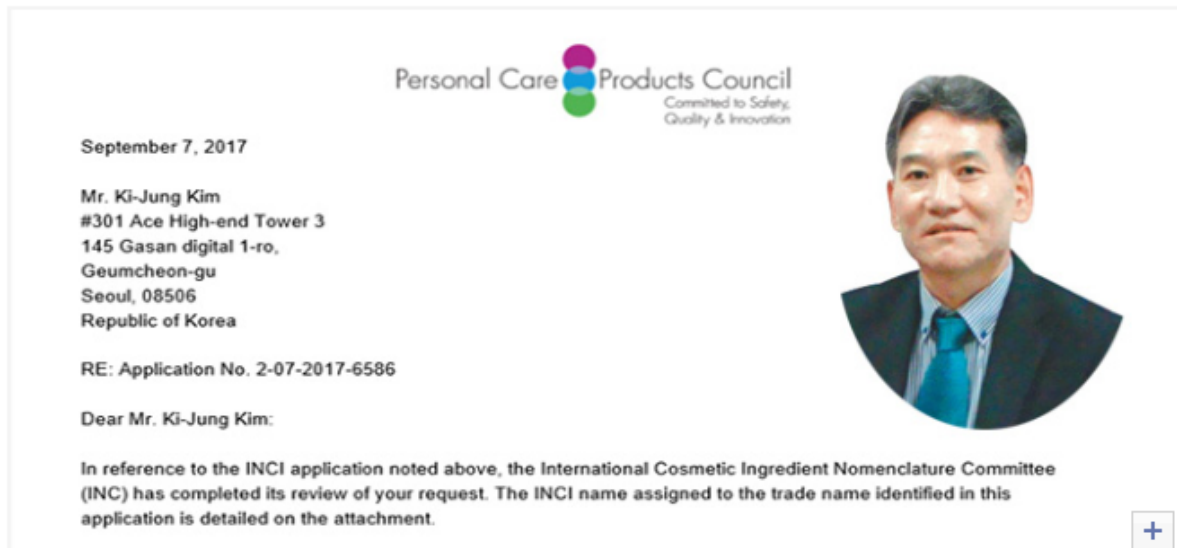 Personal Care Products Council
Committed to Safety,
Quality & Innovation
September 7, 2017
Mr. Ki-Jung Kim
#301 Ace High-end Tower 3
145 Gasan digital 1-ro,
Geumcheon-gu
Seoul, 08506
Republic of Korea
RE: Application No. 2-07-2017-6586
Dear Mr. Ki-Jung Kim:
In reference to the INCI application noted above, the International Cosmetic Ingredient Nomenclature Committee
(INC) has completed its review of your request. The INCI name assigned to the trade name identified in this
application is detailed on the attachment.